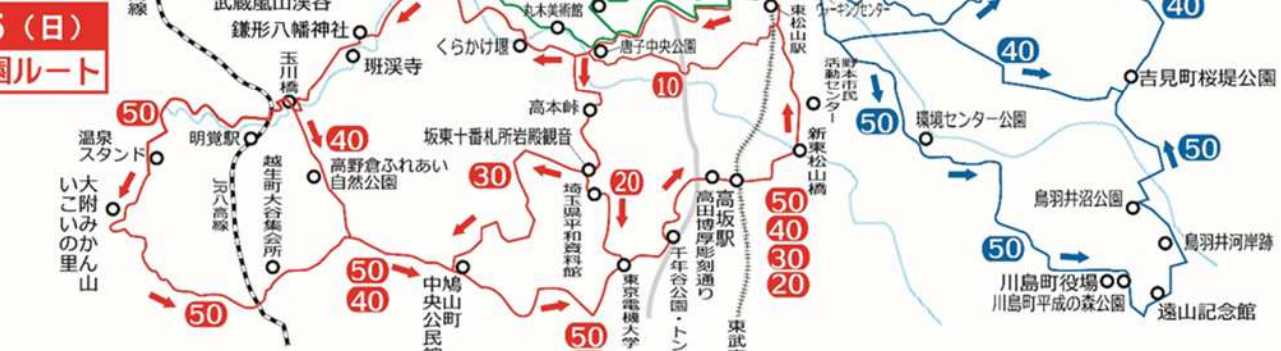 線
武蔵嵐山渓谷
鎌形八幡神社
班渓寺
(日)
園ルート
丸木美術館
くらかけ堰
唐子中央公園
10
東松山駅
ウォーキングセンター
40
40
吉見町桜堤公園
玉川橋
50
温泉
スタンド
明覚駅
40
高野倉ふれあい
自然公園
高本峠
坂東十番札所岩殿観音
30
20
埼玉県平和資料館
野本市民
活動センター
50
新東松山橋
環境センター公園
50
大附みかん山
いこいの里
JR八高線
越生町大谷集会所
50
50
40
鳩山町
中央公民館
50
東京電機大学
千年谷公園・トン
高田博厚彫刻通り
高坂駅
50
40
30
20
鳥羽井沼公園
鳥羽井河岸跡
50
川島町役場
川島町平成の森公園
遠山記念館